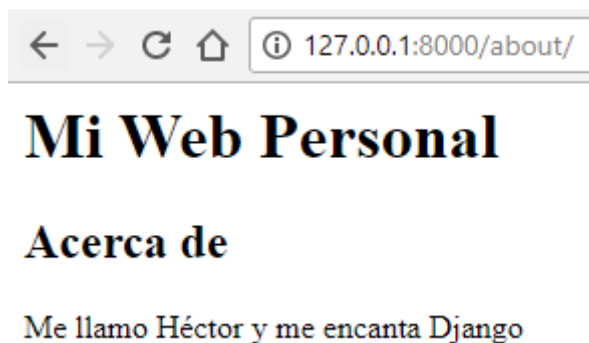 127.0.0.1:8000/about/
Mi Web Personal
Acerca de
Me llamo Héctor y me encanta Django